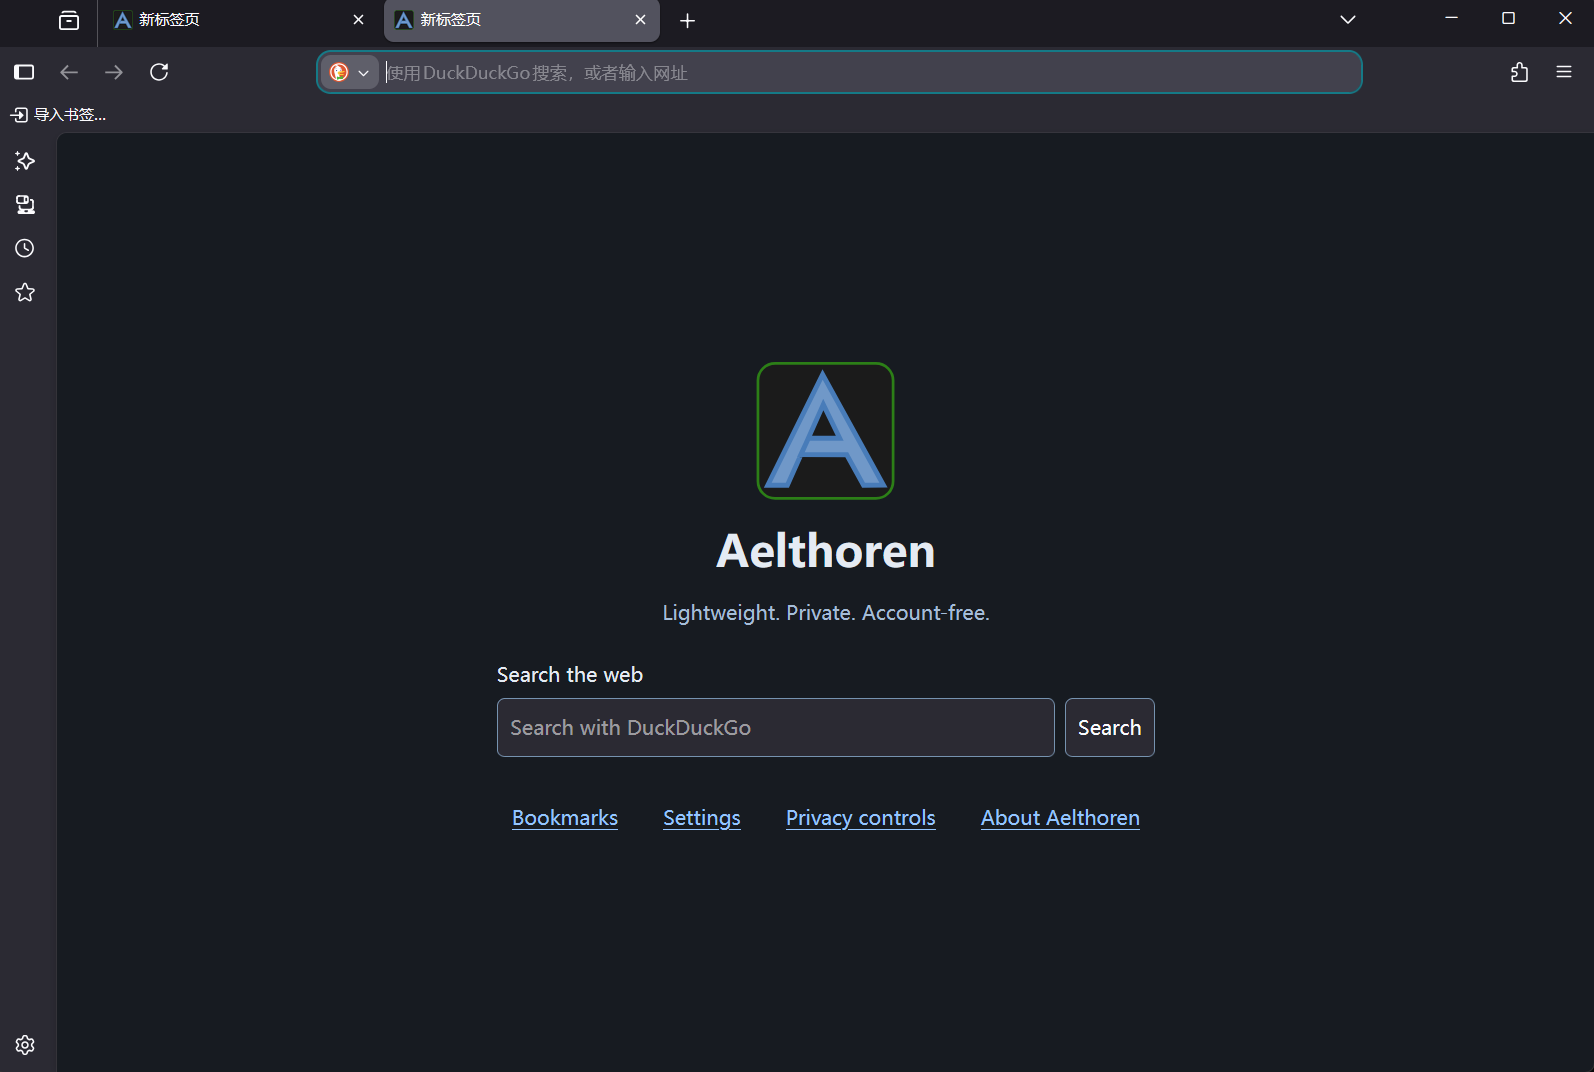 新标签页
新标签页
使用DuckDuckGo搜索，或者输入网址
导入书签...
A
Aelthoren
Lightweight. Private. Account-free.
Search the web
Search with DuckDuckGo
Search
Bookmarks Settings Privacy controls About Aelthoren